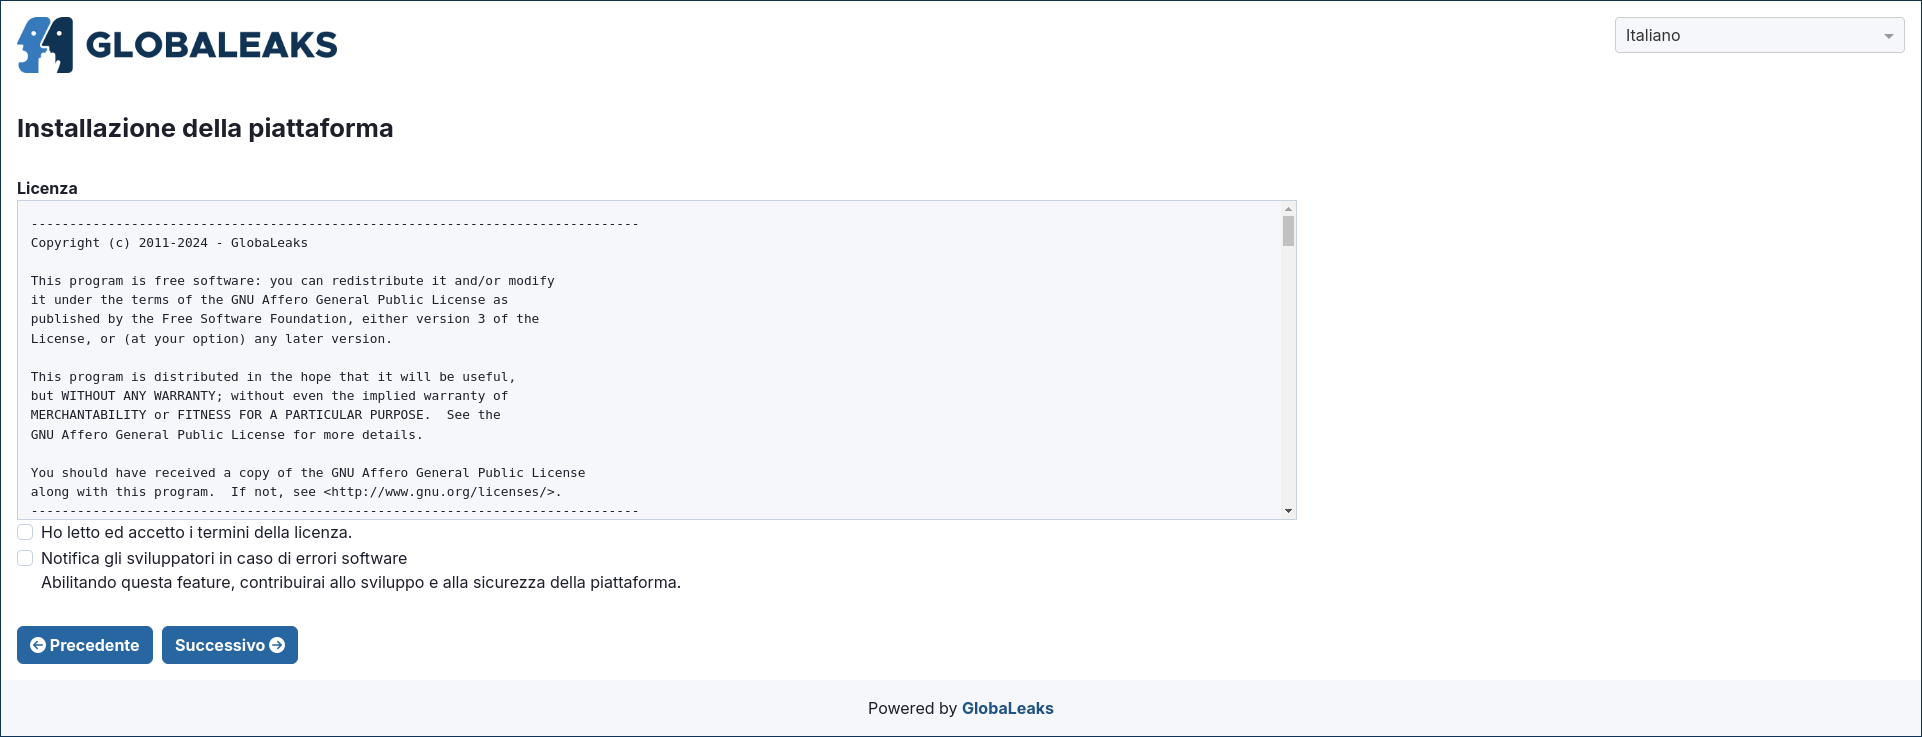 GLOBALEAKS
Italiano
Installazione della piattaforma
Licenza
-------------------------------------------------------------------------------
Copyright (c) 2011-2024 - GlobaLeaks
This program is free software: you can redistribute it and/or modify
it under the terms of the GNU Affero General Public License as
published by the Free Software Foundation, either version 3 of the
License, or (at your option) any later version.
This program is distributed in the hope that it will be useful,
but WITHOUT ANY WARRANTY; without even the implied warranty of
MERCHANTABILITY or FITNESS FOR A PARTICULAR PURPOSE.  See the
GNU Affero General Public License for more details.
You should have received a copy of the GNU Affero General Public License
along with this program.  If not, see <http://www.gnu.org/licenses/>.
-------------------------------------------------------------------------------
Ho letto ed accetto i termini della licenza.
Notifica gli sviluppatori in caso di errori software
Abilitando questa feature, contribuirai allo sviluppo e alla sicurezza della piattaforma.
Precedente Successivo
Powered by GlobaLeaks